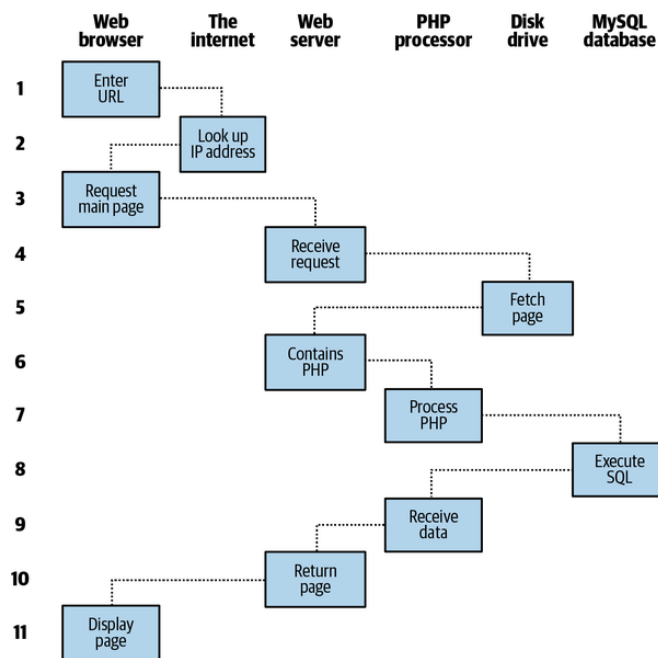 Web
browser
The
internet
Web
server
PHP
processor
Disk
drive
MySQL
database
1
Enter
URL
2
Look up
IP address
3
Request
main page
4
Receive
request
5
Fetch
page
6
Contains
PHP
7
Process
PHP
8
Execute
SQL
9
Receive
data
10
Return
page
11
Display
page